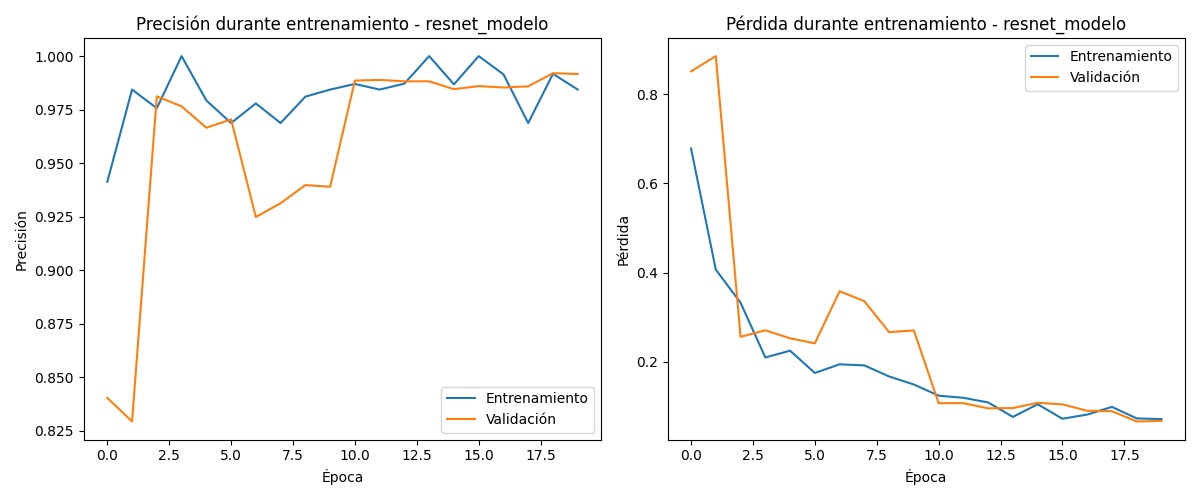 Precisión durante entrenamiento - resnet_modelo
1.000
0.975
0.950
0.925
0.900
0.875
0.850
0.825
Precisión
0.0 2.5 5.0 7.5 10.0 12.5 15.0 17.5
Época
Entrenamiento
Validación
Pérdida durante entrenamiento - resnet_modelo
Entrenamiento
Validación
0.8
0.6
0.4
0.2
Pérdida
0.0 2.5 5.0 7.5 10.0 12.5 15.0 17.5
Época